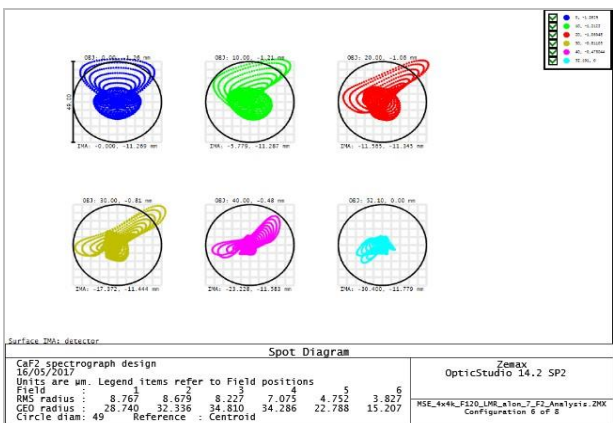 OBJ: 0.00, -1.26 mm
OBJ: 10.00, -1.21 mm
OBJ: 20.00, -1.06 mm
49.00
IMA: -0.000, -11.269 mm
IMA: -5.779, -11.287 mm
IMA: -11.565, -11.345 mm
OBJ: 30.00, -0.81 mm
OBJ: 40.00, -0.48 mm
OBJ: 52.10, 0.00 mm
IMA: -17.372, -11.444 mm
IMA: -23.228, -11.583 mm
IMA: -30.400, -11.779 mm
Surface IMA: detector
Spot Diagram
CaF2 spectrograph design
16/05/2017
Units are µm. Legend items refer to Field positions
Field : 1 2 3 4 5 6
RMS radius : 8.767 8.679 8.227 7.075 4.752 3.827
GEO radius : 28.740 32.336 34.810 34.286 22.788 15.207
Circle diam: 49 Reference : Centroid
Zemax
OpticStudio 14.2 SP2
MSE_4x4k_F120_LMR_alon_7_F2_Analysis.ZMX
Configuration 6 of 8